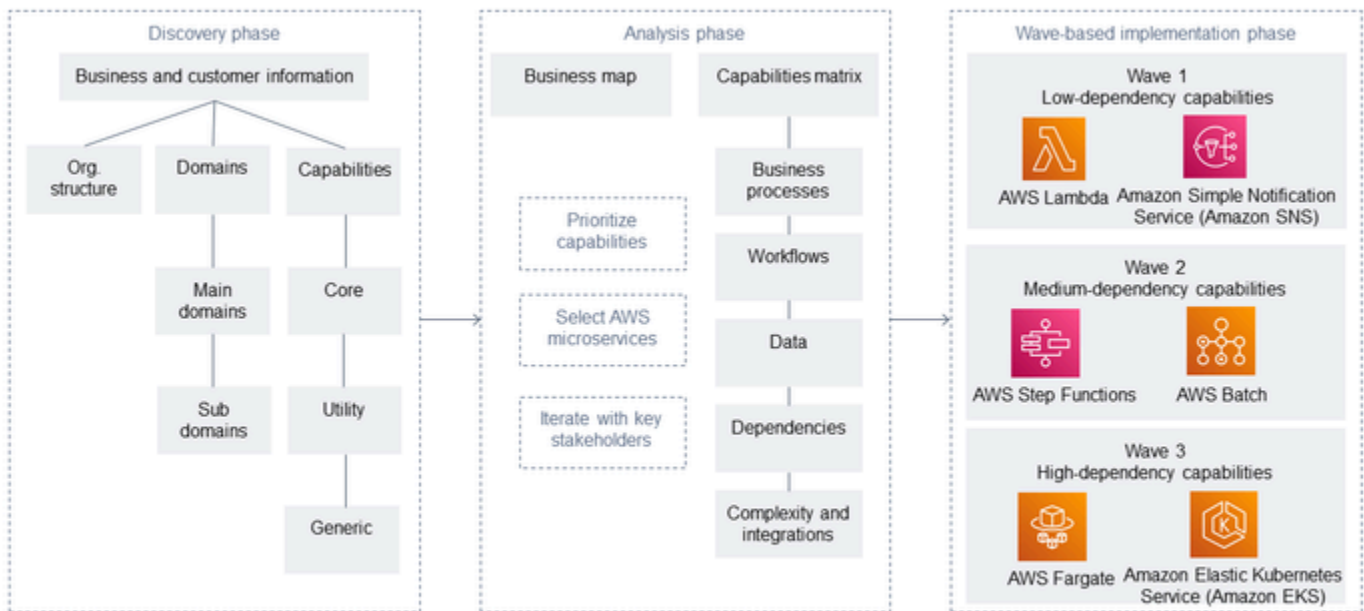 Discovery phase
Business and customer information
Org.
structure
Domains
Capabilities
Main
domains
Core
Sub
domains
Utility
Generic
Analysis phase
Business map
Capabilities matrix
Prioritize
capabilities
Select AWS
microservices
Iterate with key
stakeholders
Business
processes
Workflows
Data
Dependencies
Complexity and
integrations
Wave-based implementation phase
Wave 1
Low-dependency capabilities
AWS Lambda
Amazon Simple Notification
Service (Amazon SNS)
Wave 2
Medium-dependency capabilities
AWS Step Functions
AWS Batch
Wave 3
High-dependency capabilities
AWS Fargate
Amazon Elastic Kubernetes
Service (Amazon EKS)